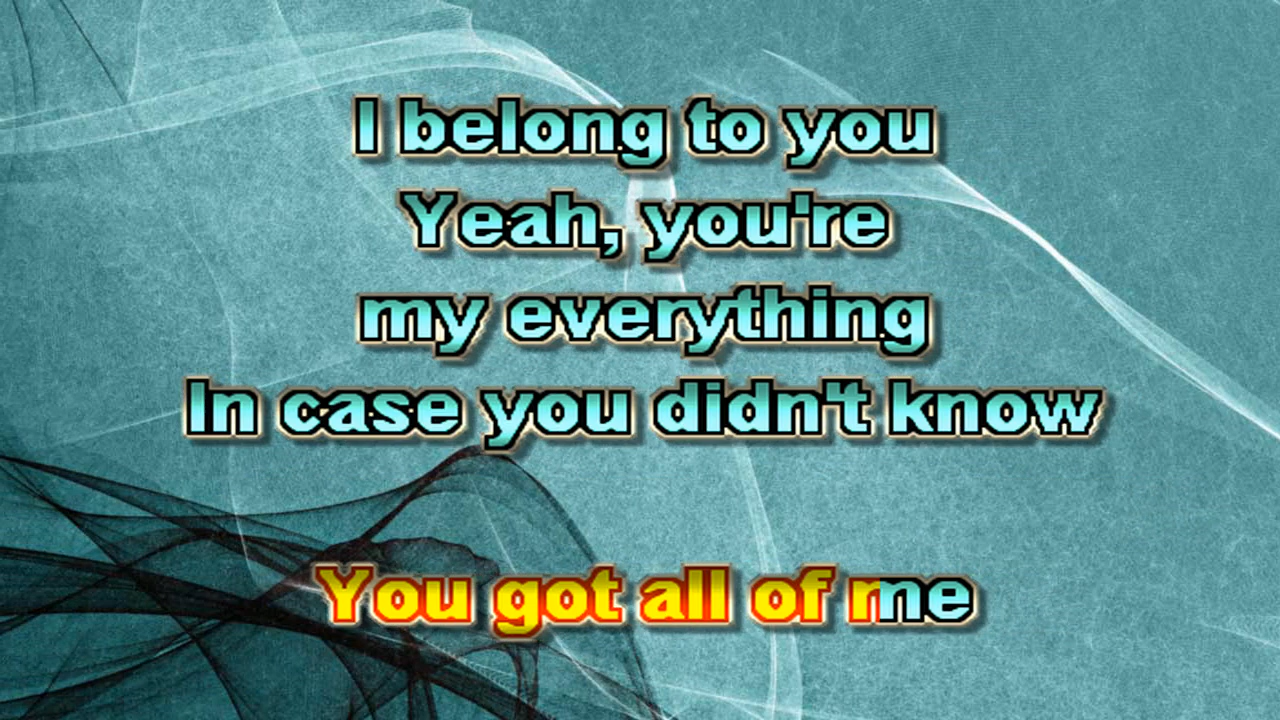 I belong to you
Yeah, you're
my everything
In case you didn't know
You got all of me